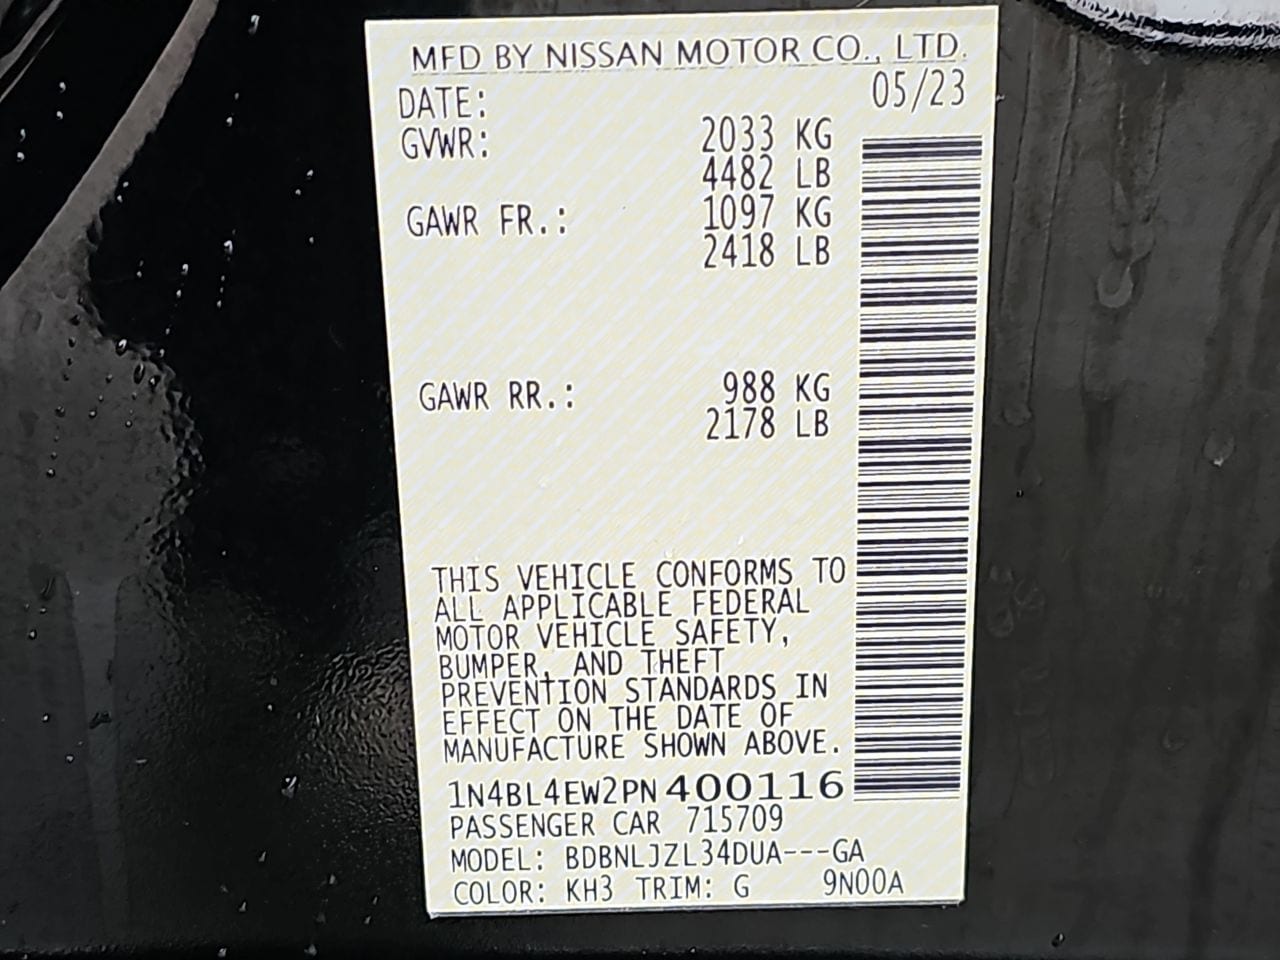 MFD BY NISSAN MOTOR CO., LTD.
DATE: 05/23
GVWR: 2033 KG
4482 LB
GAWR FR.: 1097 KG
2418 LB
GAWR RR.: 988 KG
2178 LB
THIS VEHICLE CONFORMS TO
ALL APPLICABLE FEDERAL
MOTOR VEHICLE SAFETY,
BUMPER, AND THEFT
PREVENTION STANDARDS IN
EFFECT ON THE DATE OF
MANUFACTURE SHOWN ABOVE.
1N4BL4EW2PN400116
PASSENGER CAR 715709
MODEL: BDBNLJZL34DUA---GA
COLOR: KH3 TRIM: G 9N00A